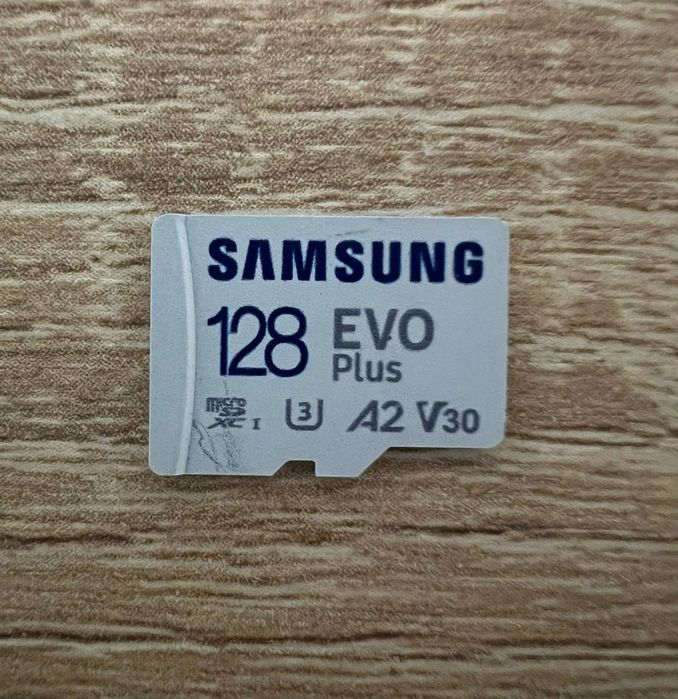 SAMSUNG
128 EVO
Plus
micro SD XC I U3 A2 V30